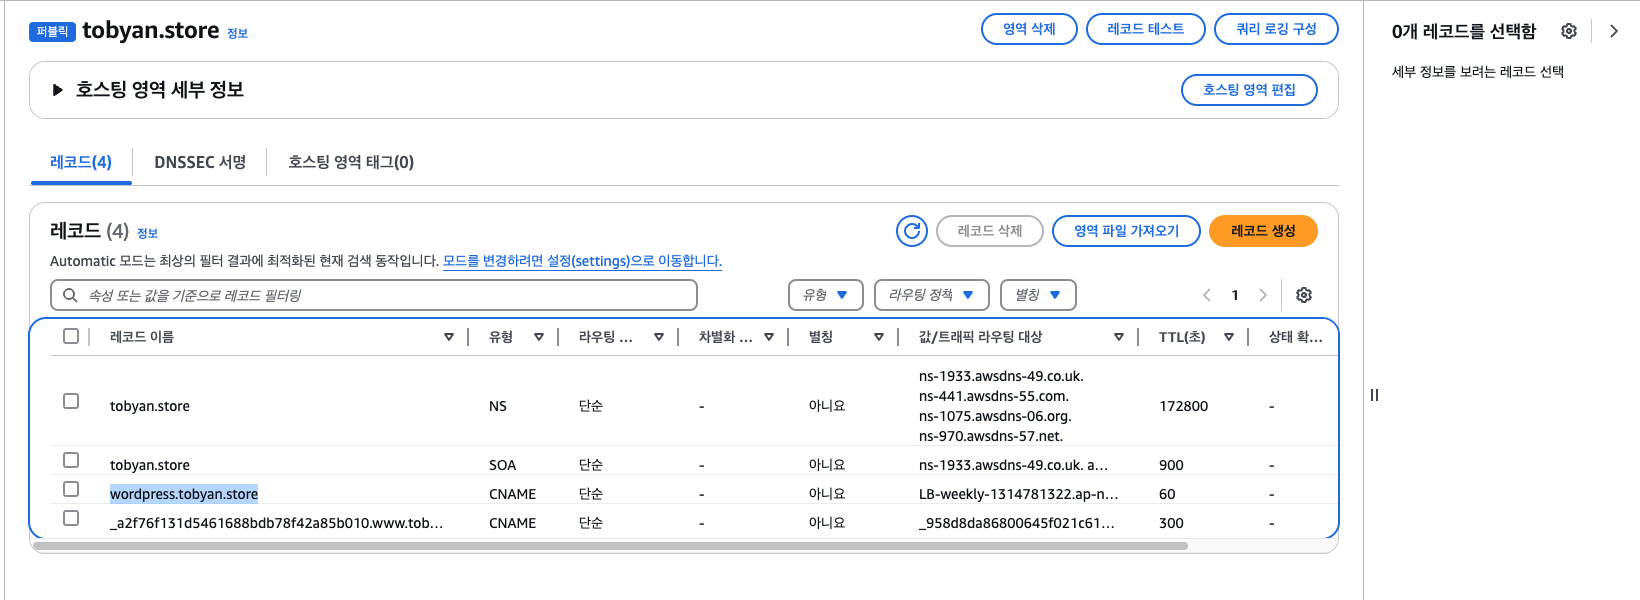 퍼블릭 tobyan.store 정보
영역 삭제
레코드 테스트
쿼리 로깅 구성
호스팅 영역 세부 정보
호스팅 영역 편집
레코드(4)
DNSSEC 서명
호스팅 영역 태그(0)
레코드 (4) 정보
레코드 삭제
영역 파일 가져오기
레코드 생성
Automatic 모드는 최상의 필터 결과에 최적화된 현재 검색 동작입니다. 모드를 변경하려면 설정(settings)으로 이동합니다.
속성 또는 값을 기준으로 레코드 필터링
유형
라우팅 정책
별칭
1
레코드 이름 유형 라우팅 ... 차별화 ... 별칭 값/트래픽 라우팅 대상 TTL(초) 상태 확...
tobyan.store NS 단순 - 아니요 ns-1933.awsdns-49.co.uk. 172800 -
ns-441.awsdns-55.com.
ns-1075.awsdns-06.org.
ns-970.awsdns-57.net.
tobyan.store SOA 단순 - 아니요 ns-1933.awsdns-49.co.uk. a... 900 -
wordpress.tobyan.store CNAME 단순 - 아니요 LB-weekly-1314781322.ap-n... 60 -
_a2f76f131d5461688bdb78f42a85b010.www.tob... CNAME 단순 - 아니요 _958d8da86800645f021c61... 300 -
0개 레코드를 선택함
세부 정보를 보려는 레코드 선택